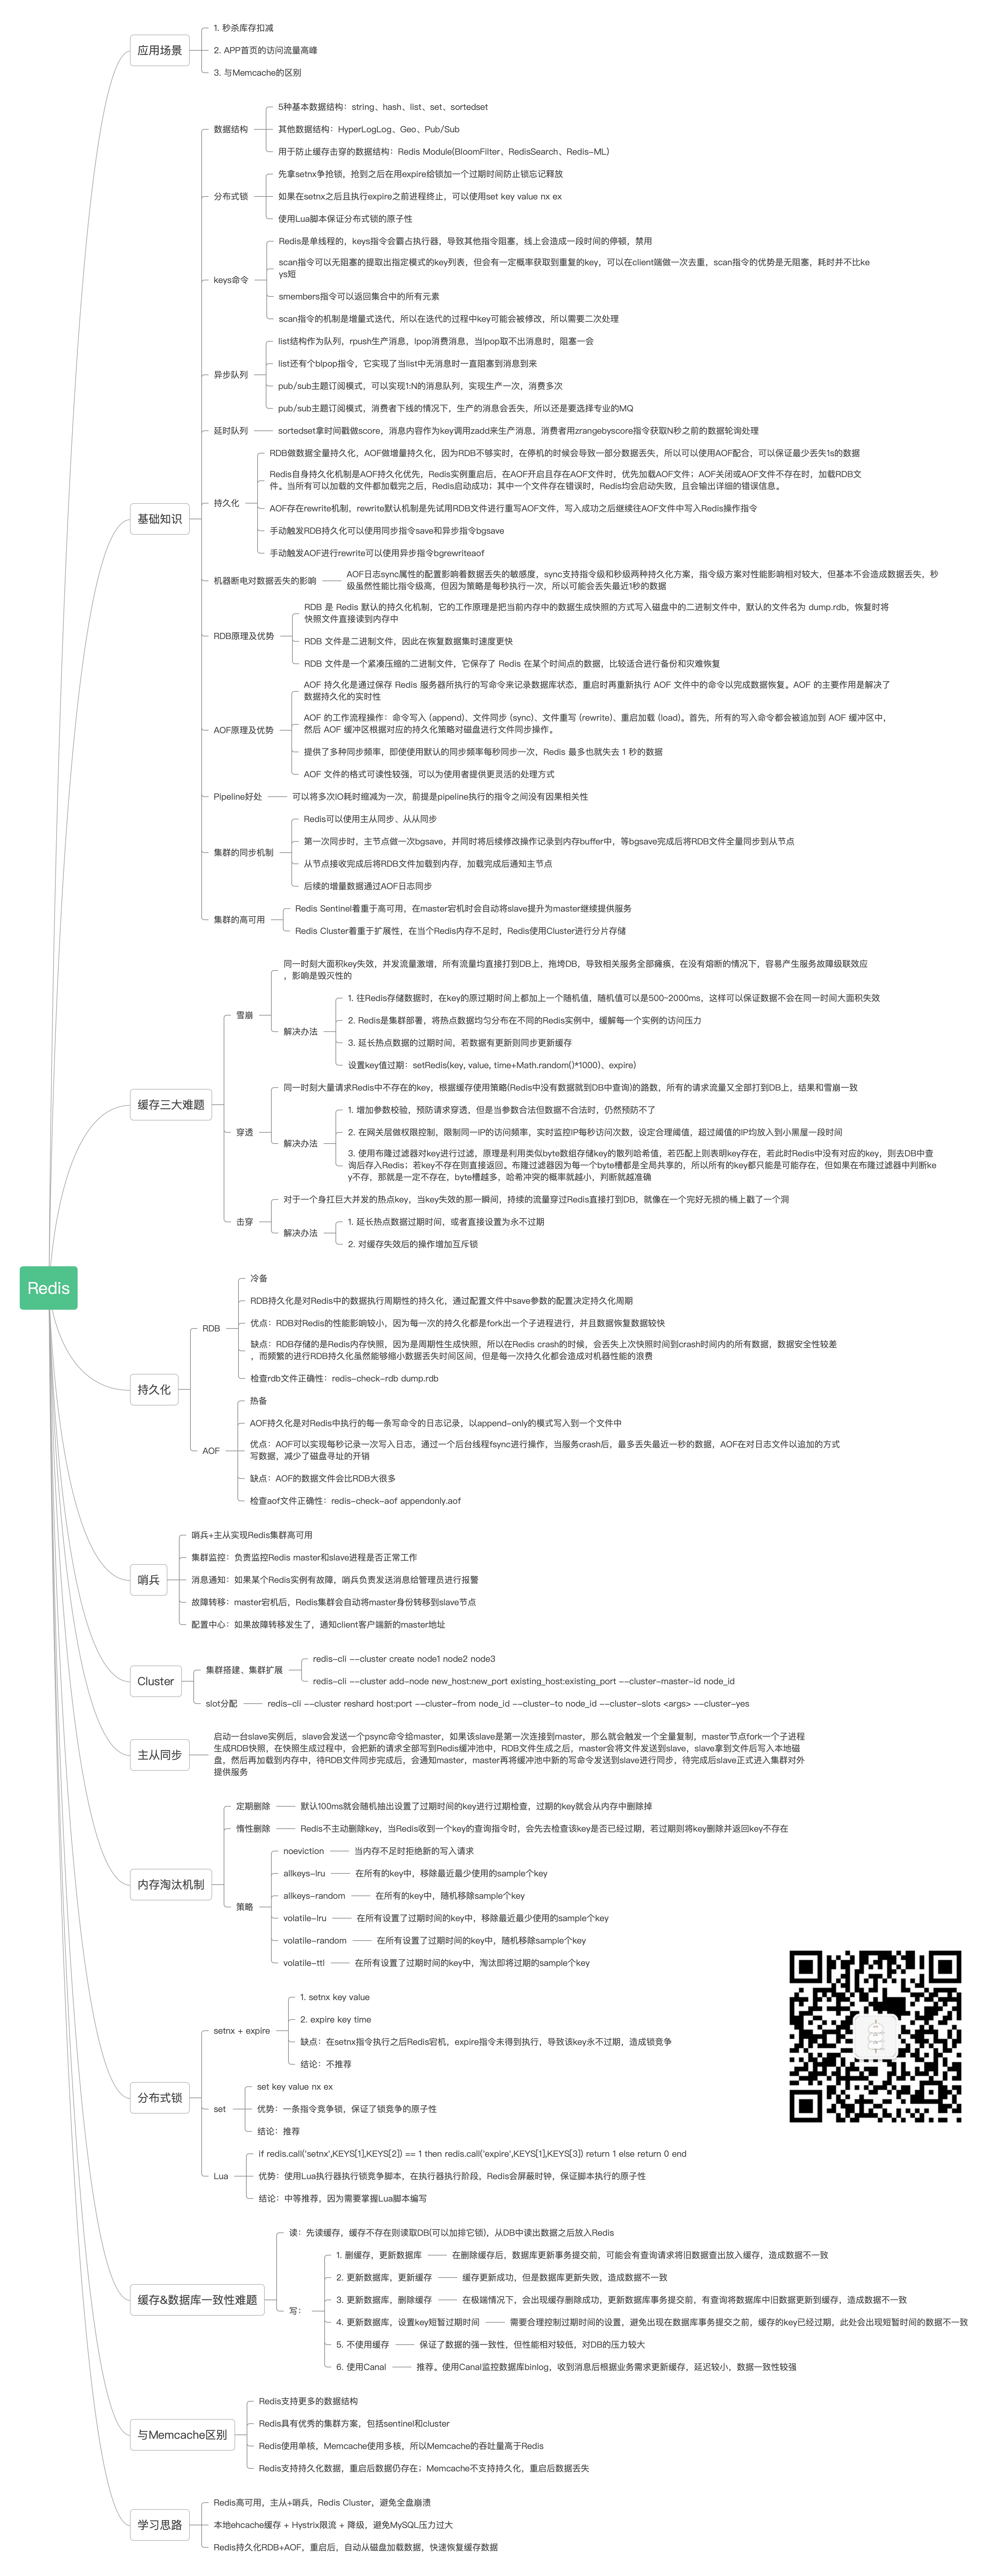 Redis
应用场景
1. 秒杀库存扣减
2. APP首页的访问流量高峰
3. 与Memcache的区别
基础知识
数据结构
5种基本数据结构：string、hash、list、set、sortedset
其他数据结构：HyperLogLog、Geo、Pub/Sub
用于防止缓存击穿的数据结构：Redis Module(BloomFilter、RedisSearch、Redis-ML)
分布式锁
先拿setnx争抢锁，抢到之后在用expire给锁加一个过期时间防止锁忘记释放
如果在setnx之后且执行expire之前进程终止，可以使用set key value nx ex
使用Lua脚本保证分布式锁的原子性
keys命令
Redis是单线程的，keys指令会霸占执行器，导致其他指令阻塞，线上会造成一段时间的停顿，禁用
scan指令可以无阻塞的提取出指定模式的key列表，但会有一定概率获取到重复的key，可以在client端做一次去重，scan指令的优势是无阻塞，耗时并不比ke
ys短
smembers指令可以返回集合中的所有元素
scan指令的机制是增量式迭代，所以在迭代的过程中key可能会被修改，所以需要二次处理
异步队列
list结构作为队列，rpush生产消息，lpop消费消息，当lpop取不出消息时，阻塞一会
list还有个blpop指令，它实现了当list中无消息时一直阻塞到消息到来
pub/sub主题订阅模式，可以实现1:N的消息队列，实现生产一次，消费多次
pub/sub主题订阅模式，消费者下线的情况下，生产的消息会丢失，所以还是要选择专业的MQ
延时队列
sortedset拿时间戳做score，消息内容作为key调用zadd来生产消息，消费者用zrangebyscore指令获取N秒之前的数据轮询处理
持久化
RDB做数据全量持久化，AOF做增量持久化，因为RDB不够实时，在停机的时候会导致一部分数据丢失，所以可以使用AOF配合，可以保证最少丢失1s的数据
Redis自身持久化机制是AOF持久化优先，Redis实例重启后，在AOF开启且存在AOF文件时，优先加载AOF文件；AOF关闭或AOF文件不存在时，加载RDB文
件。当所有可以加载的文件都加载完之后，Redis启动成功；其中一个文件存在错误时，Redis均会启动失败，且会输出详细的错误信息。
AOF存在rewrite机制，rewrite默认机制是先试用RDB文件进行重写AOF文件，写入成功之后继续往AOF文件中写入Redis操作指令
手动触发RDB持久化可以使用同步指令save和异步指令bgsave
手动触发AOF进行rewrite可以使用异步指令bgrewriteaof
机器断电对数据丢失的影响
AOF日志sync属性的配置影响着数据丢失的敏感度，sync支持指令级和秒级两种持久化方案，指令级方案对性能影响相对较大，但基本不会造成数据丢失，秒
级虽然性能比指令级高，但因为策略是每秒执行一次，所以可能会丢失最近1秒的数据
RDB原理及优势
RDB 是 Redis 默认的持久化机制，它的工作原理是把当前内存中的数据生成快照的方式写入磁盘中的二进制文件中，默认的文件名为 dump.rdb，恢复时将
快照文件直接读到内存中
RDB 文件是二进制文件，因此在恢复数据集时速度更快
RDB 文件是一个紧凑压缩的二进制文件，它保存了 Redis 在某个时间点的数据，比较适合进行备份和灾难恢复
AOF原理及优势
AOF 持久化是通过保存 Redis 服务器所执行的写命令来记录数据库状态，重启时再重新执行 AOF 文件中的命令以完成数据恢复。AOF 的主要作用是解决了
数据持久化的实时性
AOF 的工作流程操作：命令写入 (append)、文件同步 (sync)、文件重写 (rewrite)、重启加载 (load)。首先，所有的写入命令都会被追加到 AOF 缓冲区中，
然后 AOF 缓冲区根据对应的持久化策略对磁盘进行文件同步操作。
提供了多种同步频率，即使使用默认的同步频率每秒同步一次，Redis 最多也就失去 1 秒的数据
AOF 文件的格式可读性较强，可以为使用者提供更灵活的处理方式
Pipeline好处
可以将多次IO耗时缩减为一次，前提是pipeline执行的指令之间没有因果相关性
集群的同步机制
Redis可以使用主从同步、从从同步
第一次同步时，主节点做一次bgsave，并同时将后续修改操作记录到内存buffer中，等bgsave完成后将RDB文件全量同步到从节点
从节点接收完成后将RDB文件加载到内存，加载完成后通知主节点
后续的增量数据通过AOF日志同步
集群的高可用
Redis Sentinel着重于高可用，在master宕机时会自动将slave提升为master继续提供服务
Redis Cluster着重于扩展性，在当个Redis内存不足时，Redis使用Cluster进行分片存储
缓存三大难题
雪崩
同一时刻大面积key失效，并发流量激增，所有流量均直接打到DB上，拖垮DB，导致相关服务全部瘫痪，在没有熔断的情况下，容易产生服务故障级联效应
，影响是毁灭性的
解决办法
1. 往Redis存储数据时，在key的原过期时间上都加上一个随机值，随机值可以是500~2000ms，这样可以保证数据不会在同一时间大面积失效
2. Redis是集群部署，将热点数据均匀分布在不同的Redis实例中，缓解每一个实例的访问压力
3. 延长热点数据的过期时间，若数据有更新则同步更新缓存
设置key值过期：setRedis(key, value, time+Math.random()*1000)、expire)
穿透
同一时刻大量请求Redis中不存在的key，根据缓存使用策略(Redis中没有数据就到DB中查询)的路数，所有的请求流量又全部打到DB上，结果和雪崩一致
解决办法
1. 增加参数校验，预防请求穿透，但是当参数合法但数据不合法时，仍然预防不了
2. 在网关层做权限控制，限制同一IP的访问频率，实时监控IP每秒访问次数，设定合理阈值，超过阈值的IP均放入到小黑屋一段时间
3. 使用布隆过滤器对key进行过滤，原理是利用类似byte数组存储key的散列哈希值，若匹配上则表明key存在，若此时Redis中没有对应的key，则去DB中查
询后存入Redis；若key不存在则直接返回。布隆过滤器因为每一个byte槽都是全局共享的，所以所有的key都只能是可能存在，但如果在布隆过滤器中判断ke
y不存，那就是一定不存在，byte槽越多，哈希冲突的概率就越小，判断就越准确
击穿
对于一个身扛巨大并发的热点key，当key失效的那一瞬间，持续的流量穿过Redis直接打到DB，就像在一个完好无损的桶上戳了一个洞
解决办法
1. 延长热点数据过期时间，或者直接设置为永不过期
2. 对缓存失效后的操作增加互斥锁
持久化
RDB
冷备
RDB持久化是对Redis中的数据执行周期性的持久化，通过配置文件中save参数的配置决定持久化周期
优点：RDB对Redis的性能影响较小，因为每一次的持久化都是fork出一个子进程进行，并且数据恢复数据较快
缺点：RDB存储的是Redis内存快照，因为是周期性生成快照，所以在Redis crash的时候，会丢失上次快照时间到crash时间内的所有数据，数据安全性较差
，而频繁的进行RDB持久化虽然能够缩小数据丢失时间区间，但是每一次持久化都会造成对机器性能的浪费
检查rdb文件正确性：redis-check-rdb dump.rdb
AOF
热备
AOF持久化是对Redis中执行的每一条写命令的日志记录，以append-only的模式写入到一个文件中
优点：AOF可以实现每秒记录一次写入日志，通过一个后台线程fsync进行操作，当服务crash后，最多丢失最近一秒的数据，AOF在对日志文件以追加的方式
写数据，减少了磁盘寻址的开销
缺点：AOF的数据文件会比RDB大很多
检查aof文件正确性：redis-check-aof appendonly.aof
哨兵
哨兵+主从实现Redis集群高可用
集群监控：负责监控Redis master和slave进程是否正常工作
消息通知：如果某个Redis实例有故障，哨兵负责发送消息给管理员进行报警
故障转移：master宕机后，Redis集群会自动将master身份转移到slave节点
配置中心：如果故障转移发生了，通知client客户端新的master地址
Cluster
集群搭建、集群扩展
redis-cli --cluster create node1 node2 node3
redis-cli --cluster add-node new_host:new_port existing_host:existing_port --cluster-master-id node_id
slot分配
redis-cli --cluster reshard host:port --cluster-from node_id --cluster-to node_id --cluster-slots <args> --cluster-yes
主从同步
启动一台slave实例后，slave会发送一个psync命令给master，如果该slave是第一次连接到master，那么就会触发一个全量复制，master节点fork一个子进程
生成RDB快照，在快照生成过程中，会把新的请求全部写到Redis缓冲池中，RDB文件生成之后，master会将文件发送到slave，slave拿到文件后写入本地磁
盘，然后再加载到内存中，待RDB文件同步完成后，会通知master，master再将缓冲池中新的写命令发送到slave进行同步，待完成后slave正式进入集群对外
提供服务
内存淘汰机制
定期删除
默认100ms就会随机抽出设置了过期时间的key进行过期检查，过期的key就会从内存中删除掉
惰性删除
Redis不主动删除key，当Redis收到一个key的查询指令时，会先去检查该key是否已经过期，若过期则将key删除并返回key不存在
策略
noeviction
当内存不足时拒绝新的写入请求
allkeys-lru
在所有的key中，移除最近最少使用的sample个key
allkeys-random
在所有的key中，随机移除sample个key
volatile-lru
在所有设置了过期时间的key中，移除最近最少使用的sample个key
volatile-random
在所有设置了过期时间的key中，随机移除sample个key
volatile-ttl
在所有设置了过期时间的key中，淘汰即将过期的sample个key
分布式锁
setnx + expire
1. setnx key value
2. expire key time
缺点：在setnx指令执行之后Redis宕机，expire指令未得到执行，导致该key永不过期，造成锁竞争
结论：不推荐
set
set key value nx ex
优势：一条指令竞争锁，保证了锁竞争的原子性
结论：推荐
Lua
if redis.call('setnx',KEYS[1],KEYS[2]) == 1 then redis.call('expire',KEYS[1],KEYS[3]) return 1 else return 0 end
优势：使用Lua执行器执行锁竞争脚本，在执行器执行阶段，Redis会屏蔽时钟，保证脚本执行的原子性
结论：中等推荐，因为需要掌握Lua脚本编写
缓存&数据库一致性难题
读：先读缓存，缓存不存在则读取DB(可以加排它锁)，从DB中读出数据之后放入Redis
写：
1. 删缓存，更新数据库
在删除缓存后，数据库更新事务提交前，可能会有查询请求将旧数据查出放入缓存，造成数据不一致
2. 更新数据库，更新缓存
缓存更新成功，但是数据库更新失败，造成数据不一致
3. 更新数据库，删除缓存
在极端情况下，会出现缓存删除成功，更新数据库事务提交前，有查询将数据库中旧数据更新到缓存，造成数据不一致
4. 更新数据库，设置key短暂过期时间
需要合理控制过期时间的设置，避免出现在数据库事务提交之前，缓存的key已经过期，此处会出现短暂时间的数据不一致
5. 不使用缓存
保证了数据的强一致性，但性能相对较低，对DB的压力较大
6. 使用Canal
推荐。使用Canal监控数据库binlog，收到消息后根据业务需求更新缓存，延迟较小，数据一致性较强
与Memcache区别
Redis支持更多的数据结构
Redis具有优秀的集群方案，包括sentinel和cluster
Redis使用单核，Memcache使用多核，所以Memcache的吞吐量高于Redis
Redis支持持久化数据，重启后数据仍存在；Memcache不支持持久化，重启后数据丢失
学习思路
Redis高可用，主从+哨兵，Redis Cluster，避免全盘崩溃
本地ehcache缓存 + Hystrix限流 + 降级，避免MySQL压力过大
Redis持久化RDB+AOF，重启后，自动从磁盘加载数据，快速恢复缓存数据